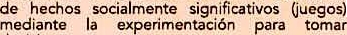 de hechos socialmente significativos (juegos)
mediante la experimentación para tomar